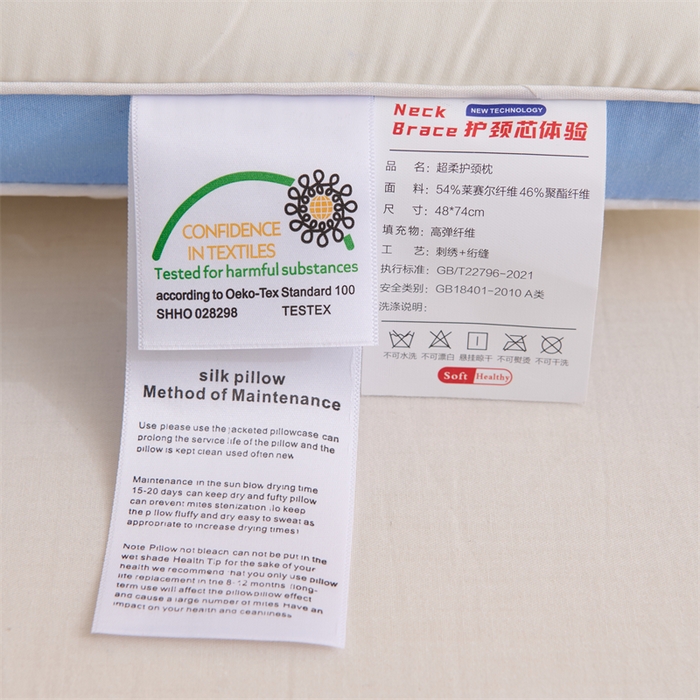 CONFIDENCE
IN TEXTILES
Tested for harmful substances
according to Oeko-Tex Standard 100
SHHO 028298 TESTEX
silk pillow
Method of Maintenance
Use please use the jacketed pillowcase can
prolong the service life of the pillow and the
pillow is kept clean used often new
Maintenance in the sun blow drying time
15-20 days can keep dry and fufty pillow
can prevent mites stenization .lo keep
the pillow fluffy and dry easy to sweat as
appropriate to increase drying times)
Note Pillow not bleach can not be put in the
wet shade Health Tip for the sake of your
health we recommend that you only use pillow
life replacement in the 8-12 months (long-
term use will affect the pillowpillow effect
and cause a large number of mites Have an
impact on your health and cleanliness
Neck NEW TECHNOLOGY
Brace 护颈芯体验
品 名: 超柔护颈枕
面 料: 54%莱赛尔纤维 46%聚酯纤维
尺 寸: 48*74cm
填充物: 高弹纤维
工 艺: 刺绣+绗缝
执行标准: GB/T22796-2021
安全类别: GB18401-2010 A类
洗涤说明:
不可水洗 不可漂白 悬挂晾干 不可熨烫 不可干洗
Soft Healthy